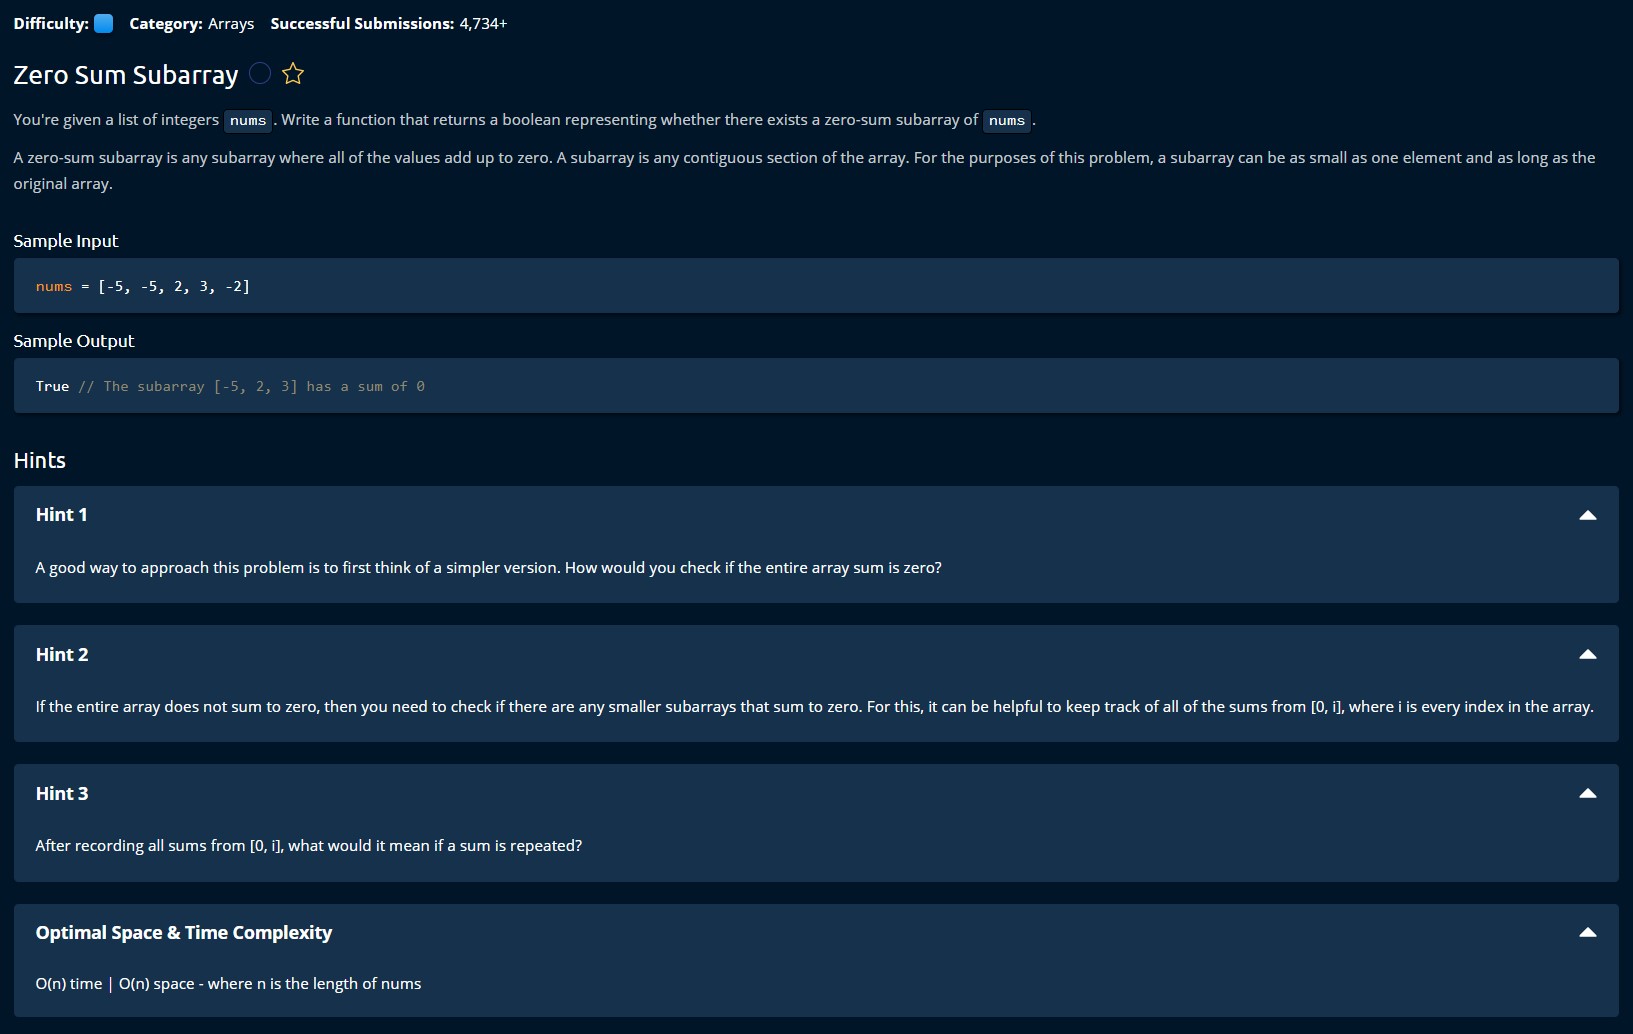 Difficulty: Category: Arrays Successful Submissions: 4,734+
Zero Sum Subarray
You're given a list of integers nums . Write a function that returns a boolean representing whether there exists a zero-sum subarray of nums .
A zero-sum subarray is any subarray where all of the values add up to zero. A subarray is any contiguous section of the array. For the purposes of this problem, a subarray can be as small as one element and as long as the
original array.
Sample Input
nums = [-5, -5, 2, 3, -2]
Sample Output
True // The subarray [-5, 2, 3] has a sum of 0
Hints
Hint 1
A good way to approach this problem is to first think of a simpler version. How would you check if the entire array sum is zero?
Hint 2
If the entire array does not sum to zero, then you need to check if there are any smaller subarrays that sum to zero. For this, it can be helpful to keep track of all of the sums from [0, i], where i is every index in the array.
Hint 3
After recording all sums from [0, i], what would it mean if a sum is repeated?
Optimal Space & Time Complexity
O(n) time | O(n) space - where n is the length of nums